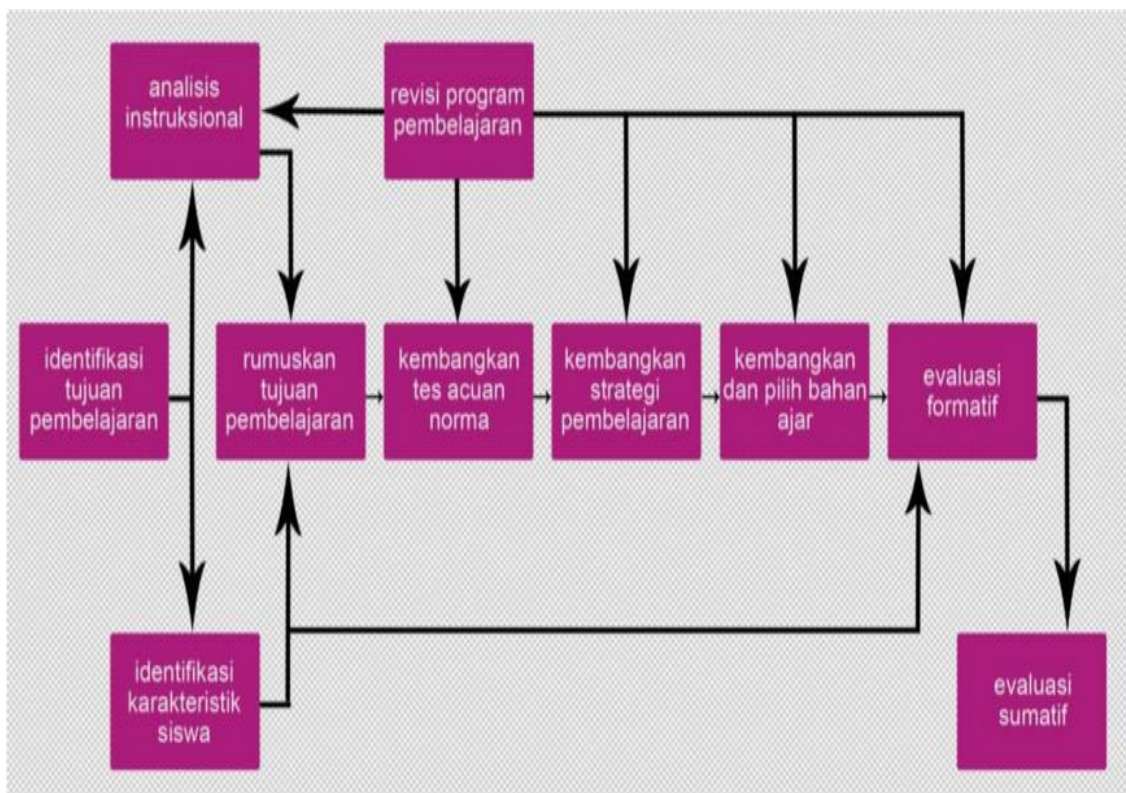 analisis
instruksional
revisi program
pembelajaran
identifikasi
tujuan
pembelajaran
rumuskan
tujuan
pembelajaran
kembangkan
tes acuan
norma
kembangkan
strategi
pembelajaran
kembangkan
dan pilih bahan
ajar
evaluasi
formatif
identifikasi
karakteristik
siswa
evaluasi
sumatif